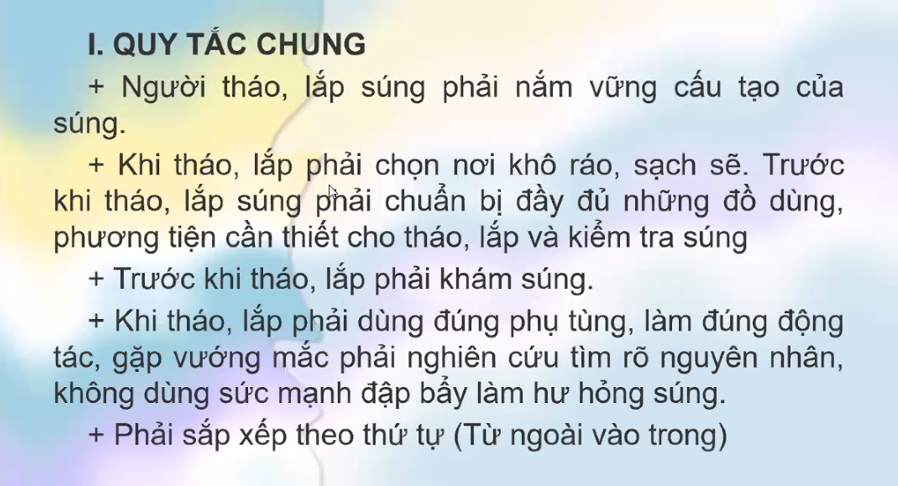 I. QUY TẮC CHUNG
+ Người tháo, lắp súng phải nắm vững cấu tạo của
súng.
+ Khi tháo, lắp phải chọn nơi khô ráo, sạch sẽ. Trước
khi tháo, lắp súng phải chuẩn bị đầy đủ những đồ dùng,
phương tiện cần thiết cho tháo, lắp và kiểm tra súng
+ Trước khi tháo, lắp phải khám súng.
+ Khi tháo, lắp phải dùng đúng phụ tùng, làm đúng động
tác, gặp vướng mắc phải nghiên cứu tìm rõ nguyên nhân,
không dùng sức mạnh đập bẩy làm hư hỏng súng.
+ Phải sắp xếp theo thứ tự (Từ ngoài vào trong)